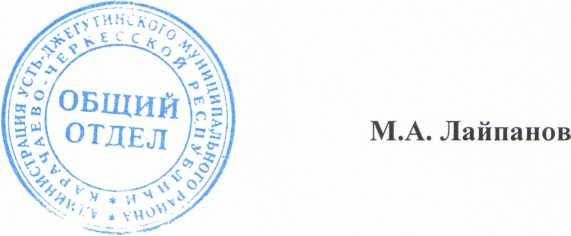 АДМИНИСТРАЦИЯ УСТЬ-ДЖЕГУТИНСКОГО МУНИЦИПАЛЬНОГО РАЙОНА *
КАРАЧАЕВО-ЧЕРКЕССКОЙ РЕСПУБЛИКИ *
ОБЩИЙ
ОТДЕЛ
М.А. Лайпанов